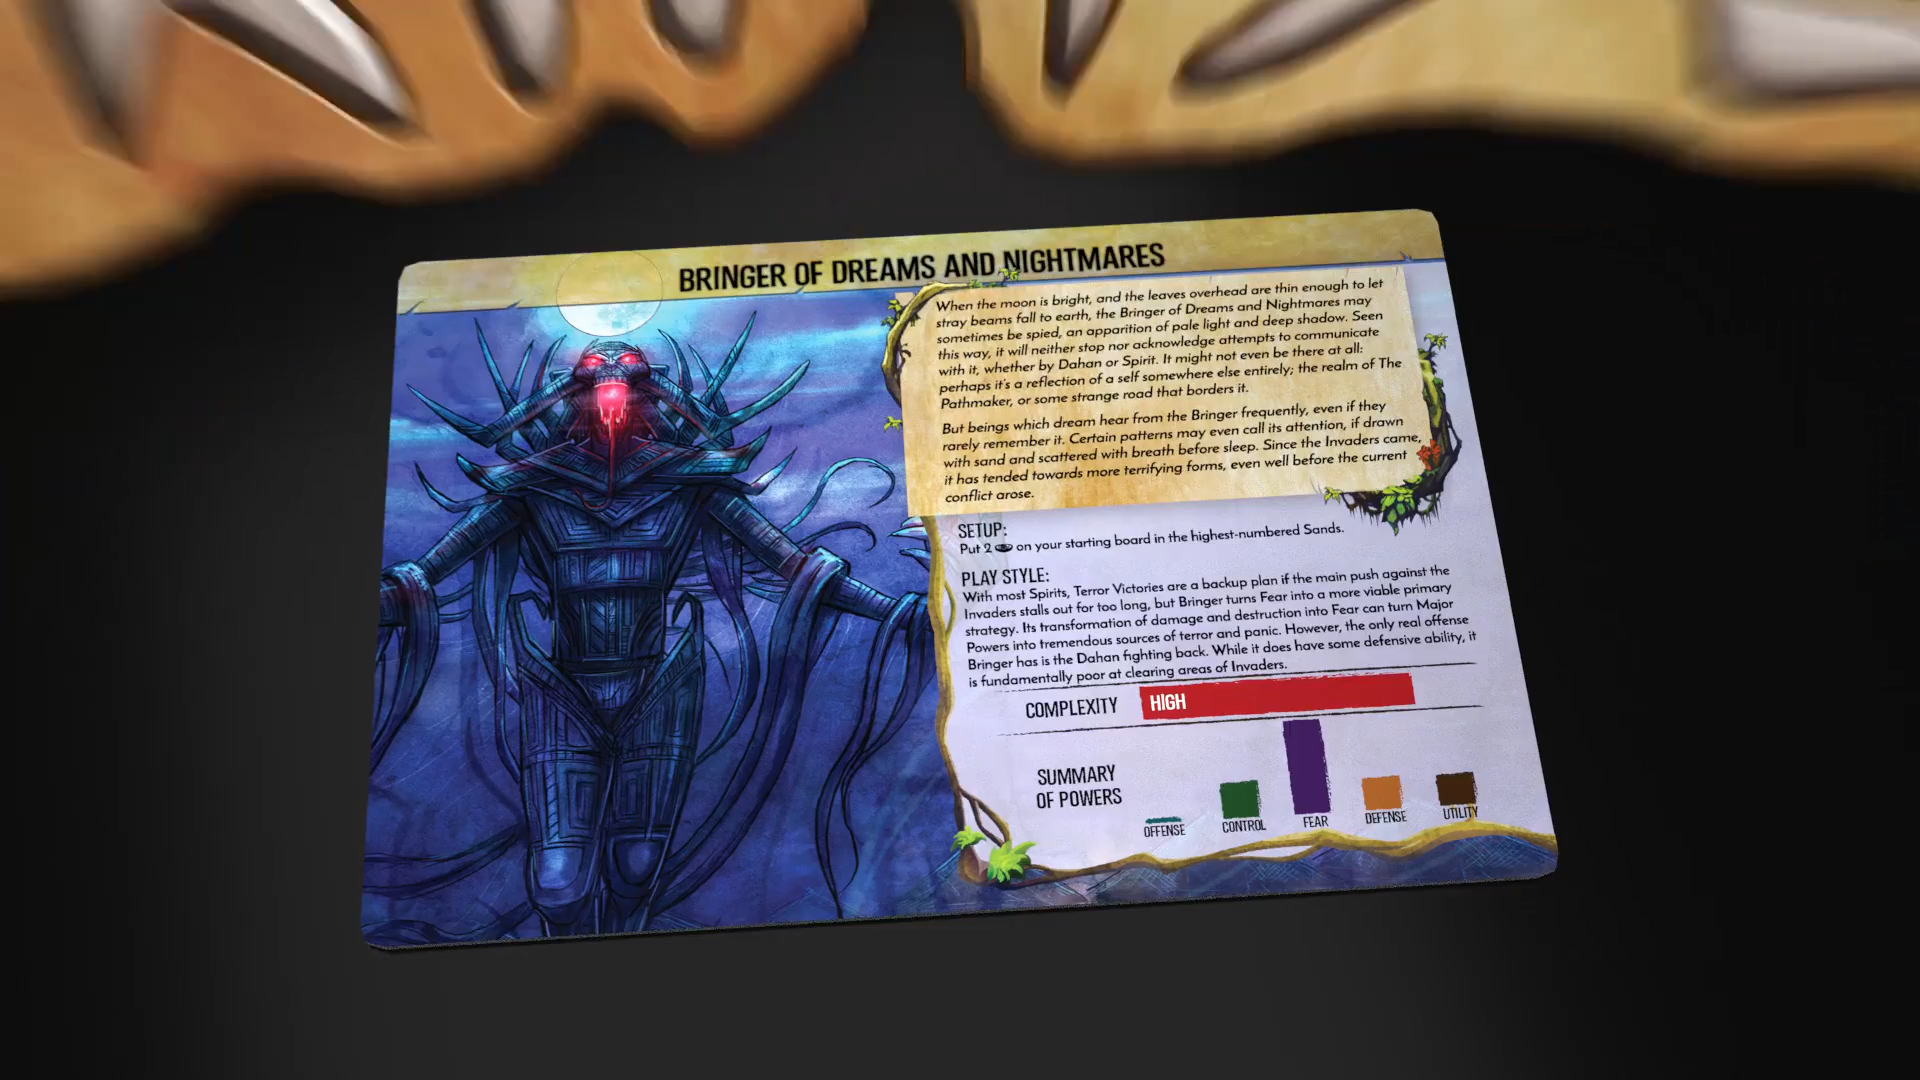 BRINGER OF DREAMS AND NIGHTMARES
When the moon is bright, and the leaves overhead are thin enough to let
stray beams fall to earth, the Bringer of Dreams and Nightmares may
sometimes be spied, an apparition of pale light and deep shadow. Seen
this way, it will neither stop nor acknowledge attempts to communicate
with it, whether by Dahan or Spirit. It might not even be there at all:
perhaps it's a reflection of a self somewhere else entirely; the realm of The
Pathmaker, or some strange road that borders it.
But beings which dream hear from the Bringer frequently, even if they
rarely remember it. Certain patterns may even call its attention, if drawn
with sand and scattered with breath before sleep. Since the Invaders came,
it has tended towards more terrifying forms, even well before the current
conflict arose.
SETUP:
Put 2 on your starting board in the highest-numbered Sands.
PLAY STYLE:
With most Spirits, Terror Victories are a backup plan if the main push against the
Invaders stalls out for too long, but Bringer turns Fear into a more viable primary
strategy. Its transformation of damage and destruction into Fear can turn Major
Powers into tremendous sources of terror and panic. However, the only real offense
Bringer has is the Dahan fighting back. While it does have some defensive ability, it
is fundamentally poor at clearing areas of Invaders.
COMPLEXITY HIGH
SUMMARY
OF POWERS
OFFENSE CONTROL FEAR DEFENSE UTILITY